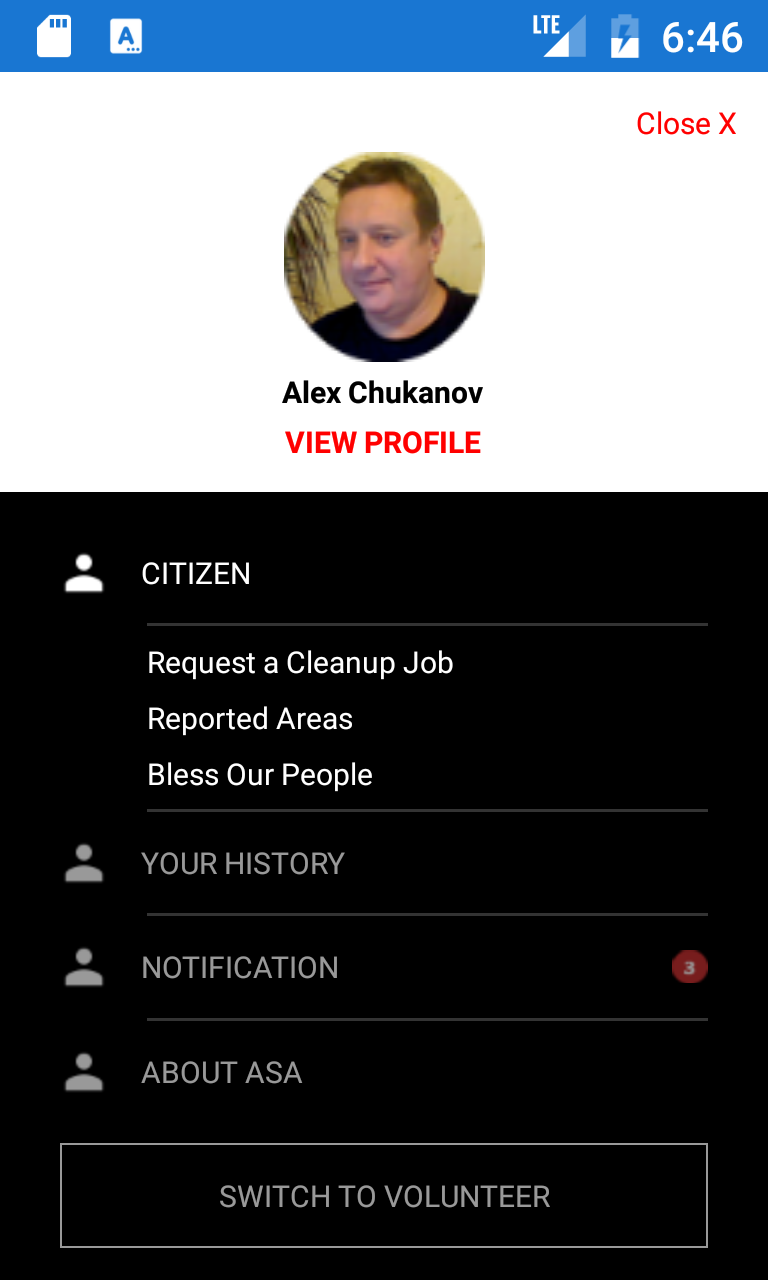 LTE 6:46
Close X
Alex Chukanov
VIEW PROFILE
CITIZEN
Request a Cleanup Job
Reported Areas
Bless Our People
YOUR HISTORY
NOTIFICATION 3
ABOUT ASA
SWITCH TO VOLUNTEER